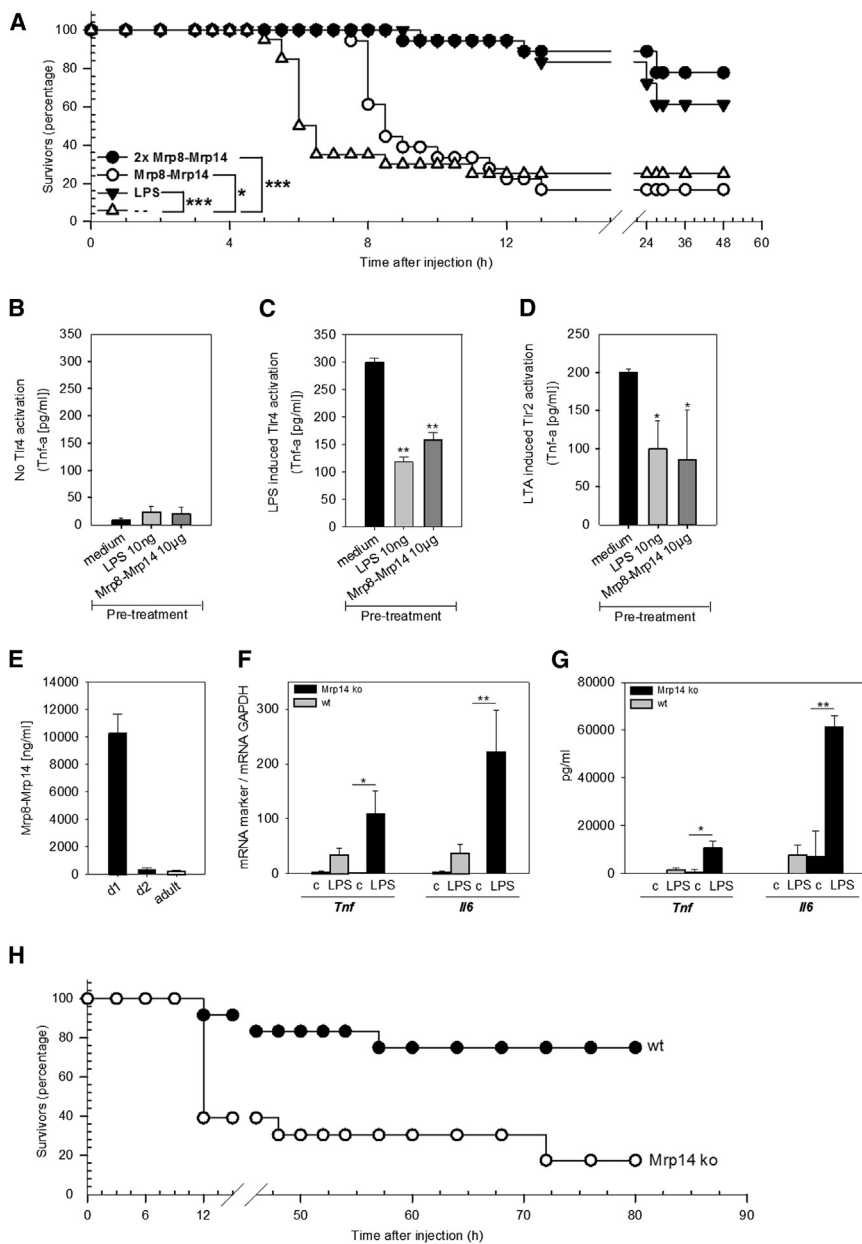 A
Survivors (percentage)
100
80
60
40
20
0
2x Mrp8-Mrp14
Mrp8-Mrp14
LPS
--
***
*
***
0 4 8 12 24 36 48 60
Time after injection (h)
B
No Tlr4 activation
(Tnf-a [pg/ml])
350
300
250
200
150
100
50
0
medium
LPS 10ng
Mrp8-Mrp14 10µg
Pre-treatment
C
LPS induced Tlr4 activation
(Tnf-a [pg/ml])
350
300
250
200
150
100
50
0
**
**
medium
LPS 10ng
Mrp8-Mrp14 10µg
Pre-treatment
D
LTA induced Tlr2 activation
(Tnf-a [pg/ml])
250
200
150
100
50
0
*
*
medium
LPS 10ng
Mrp8-Mrp14 10µg
Pre-treatment
E
Mrp8-Mrp14 [ng/ml]
14000
12000
10000
8000
6000
4000
2000
0
d1
d2
adult
F
mRNA marker / mRNA GAPDH
300
200
100
0
Mrp14 ko
wt
*
**
c LPS c LPS c LPS c LPS
Tnf Il6
G
pg/ml
80000
60000
40000
20000
0
Mrp14 ko
wt
*
**
c LPS c LPS c LPS c LPS
Tnf Il6
H
Survivors (percentage)
100
80
60
40
20
0
wt
Mrp14 ko
0 6 12 50 60 70 80 90
Time after injection (h)